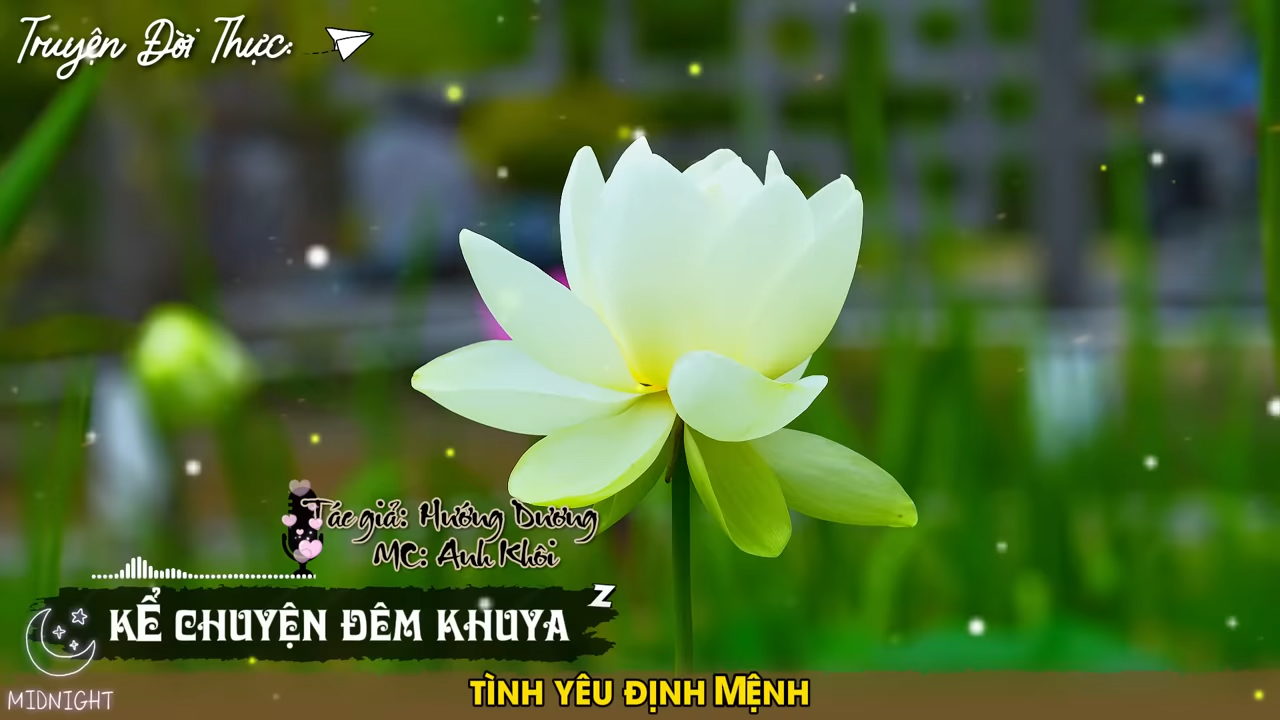 Truyện Đời Thực:
Tác giả: Hướng Dương
MC: Anh Khôi
Z
KỂ CHUYỆN ĐÊM KHUYA
MIDNIGHT
TÌNH YÊU ĐỊNH MỆNH